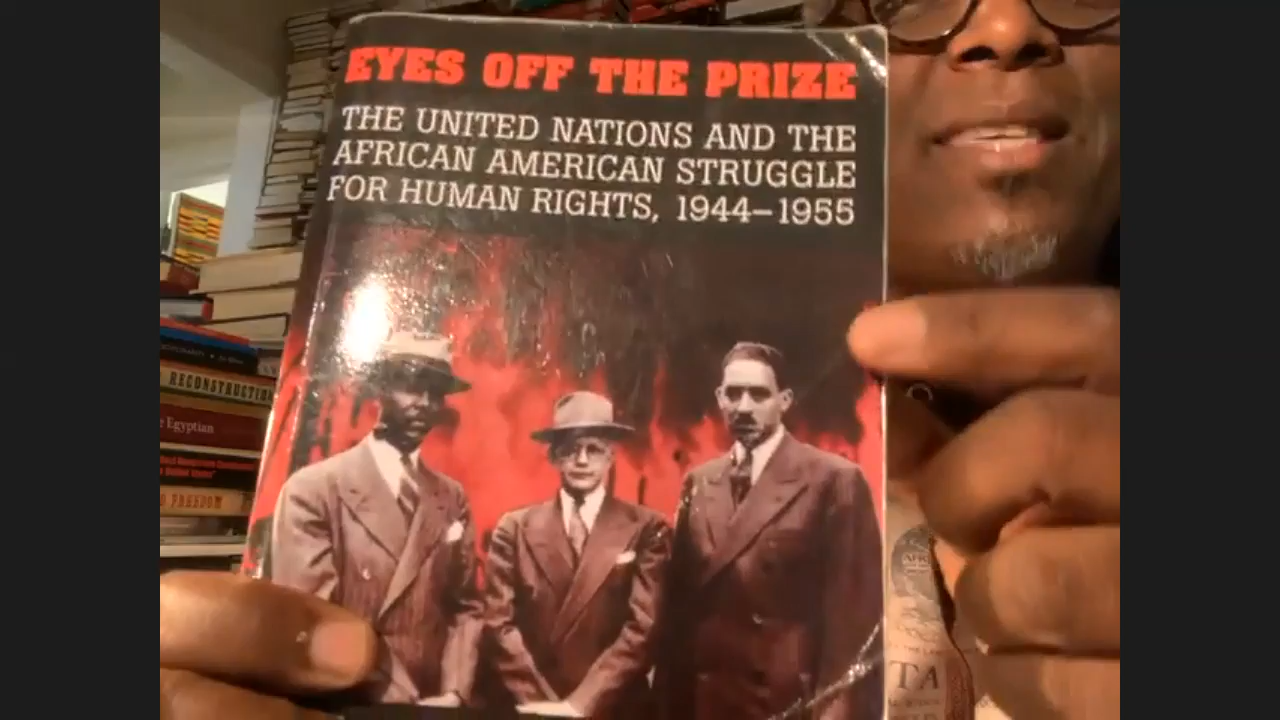 EYES OFF THE PRIZE
THE UNITED NATIONS AND THE
AFRICAN AMERICAN STRUGGLE
FOR HUMAN RIGHTS, 1944–1955
RECONSTRUCTION
Egyptian
FREEDOM
TA